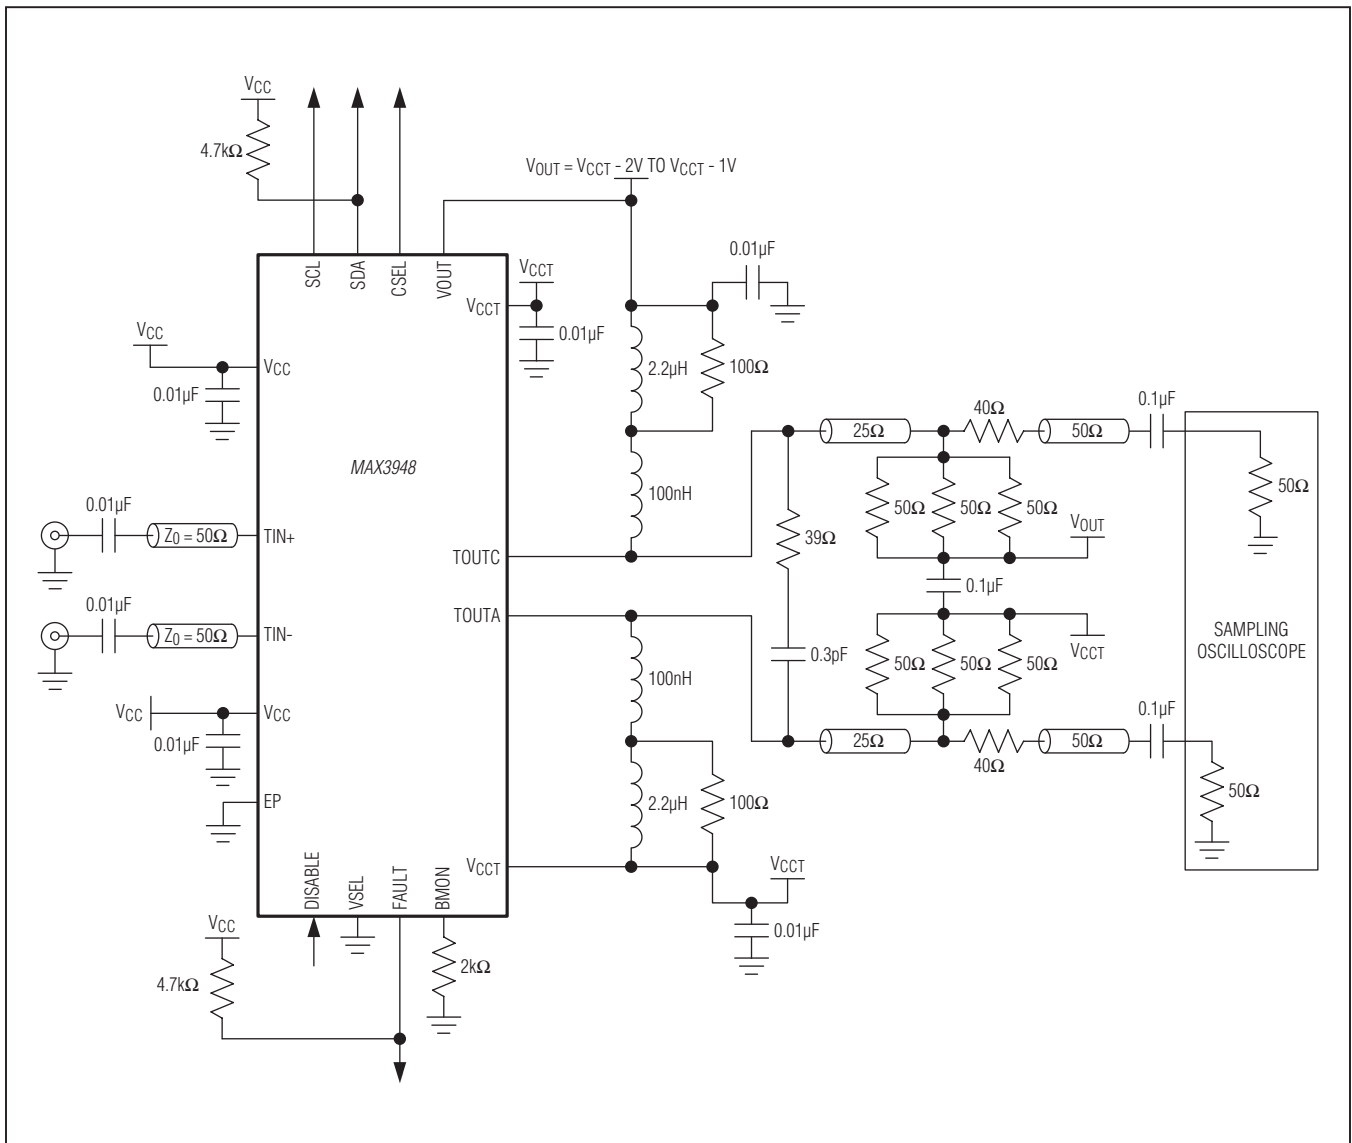 VCC
4.7kΩ
VOUT = VCCT - 2V TO VCCT - 1V
0.01µF
SCL
SDA
CSEL
VOUT
VCCT
VCCT
0.01µF
VCC
VCC
0.01µF
2.2µH
100Ω
MAX3948
40Ω
0.1µF
25Ω
50Ω
50Ω
100nH
50Ω
50Ω
50Ω
VOUT
0.01µF
Z0 = 50Ω
TIN+
39Ω
TOUTC
0.1µF
0.01µF
Z0 = 50Ω
TIN-
TOUTA
SAMPLING
OSCILLOSCOPE
VCCT
0.3pF
50Ω
50Ω
50Ω
100nH
VCC
VCC
0.01µF
0.1µF
25Ω
50Ω
40Ω
50Ω
2.2µH
100Ω
EP
VCCT
VCCT
DISABLE
VSEL
FAULT
BMON
0.01µF
VCC
4.7kΩ
2kΩ